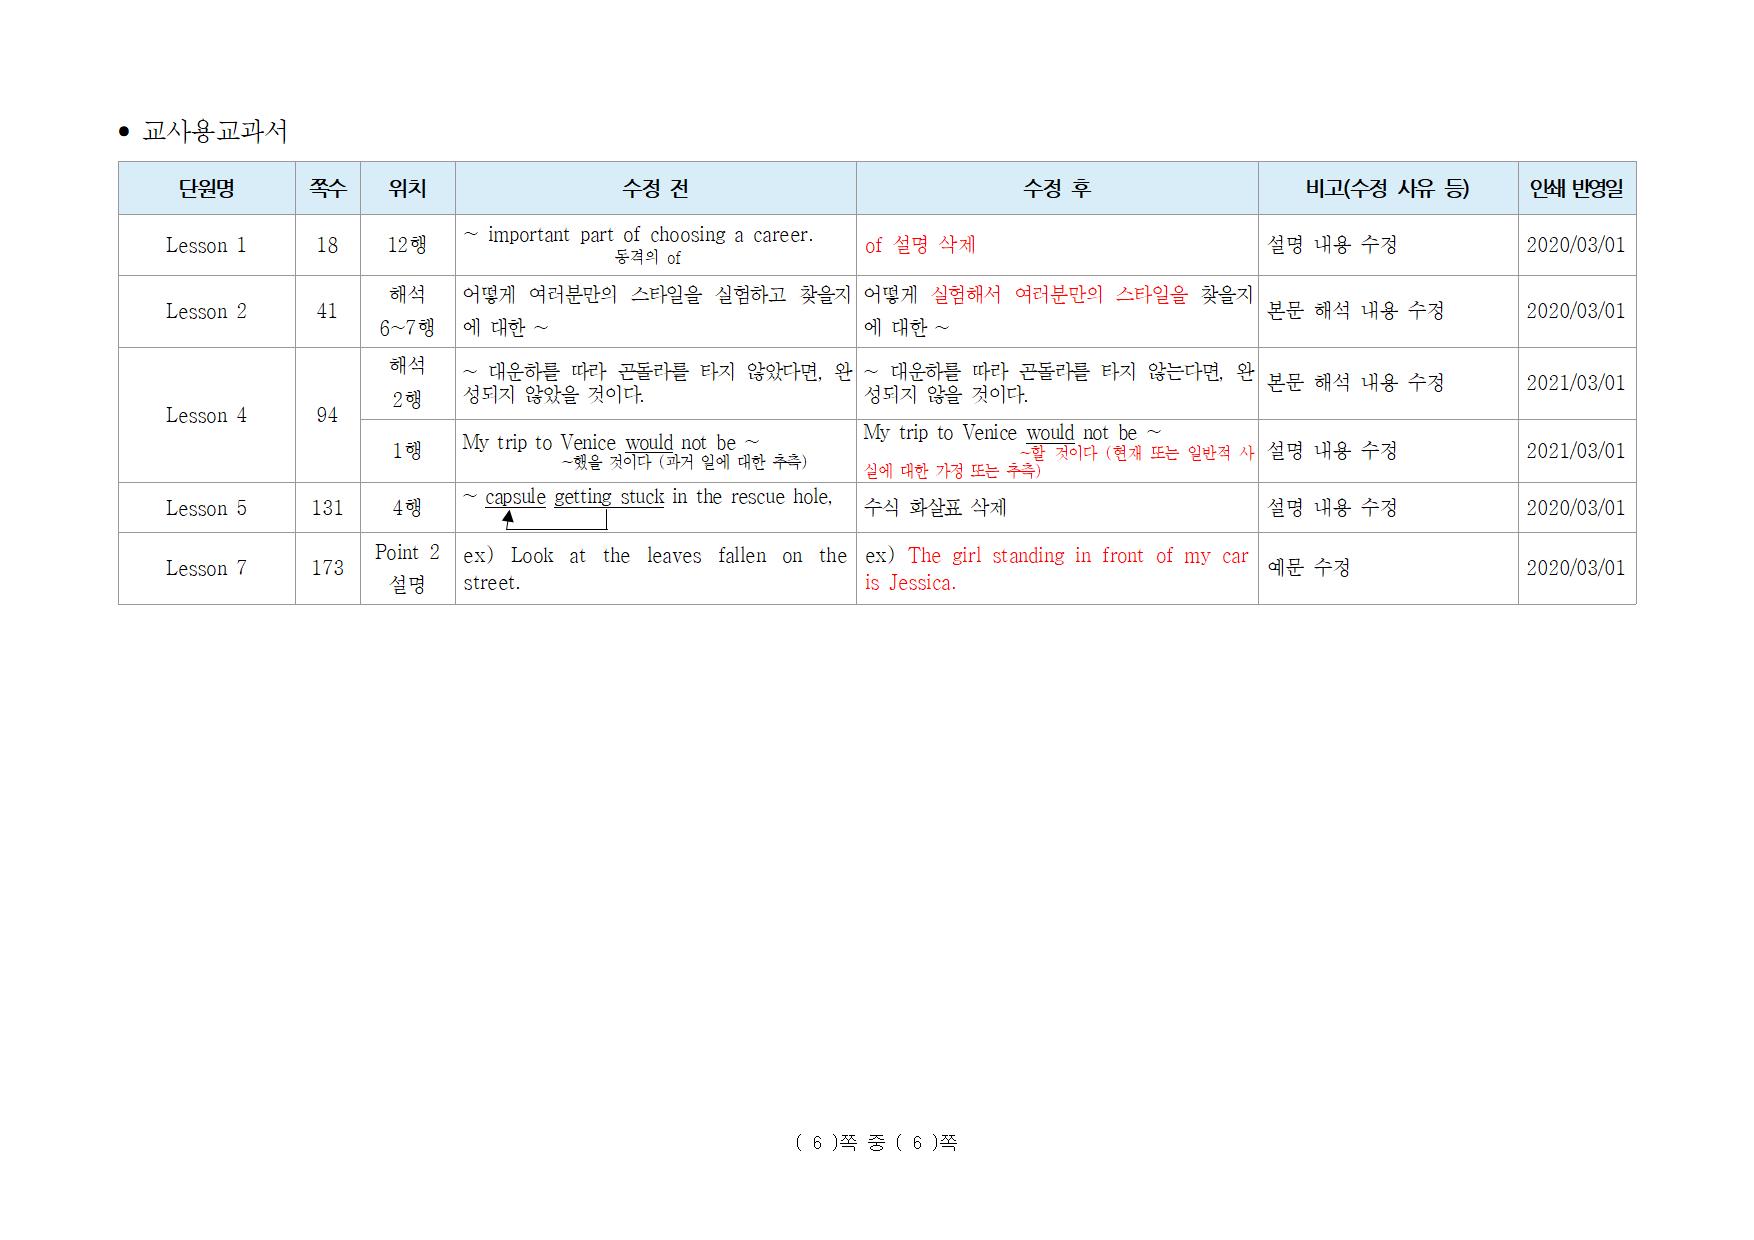 • 교사용교과서
단원명 쪽수 위치 수정 전 수정 후 비고(수정 사유 등) 인쇄 반영일
Lesson 1 18 12행 ~ important part of choosing a career. of 설명 삭제 설명 내용 수정 2020/03/01
동격의 of
Lesson 2 41 해석 어떻게 여러분만의 스타일을 실험하고 찾을지 어떻게 실험해서 여러분만의 스타일을 찾을지 본문 해석 내용 수정 2020/03/01
6~7행 에 대한 ~ 에 대한 ~
Lesson 4 94 해석 ~ 대운하를 따라 곤돌라를 타지 않았다면, 완 ~ 대운하를 따라 곤돌라를 타지 않는다면, 완 본문 해석 내용 수정 2021/03/01
2행 성되지 않았을 것이다. 성되지 않을 것이다.
1행 My trip to Venice would not be ~ My trip to Venice would not be ~ 설명 내용 수정 2021/03/01
~했을 것이다 (과거 일에 대한 추측) ~할 것이다 (현재 또는 일반적 사
실에 대한 가정 또는 추측)
Lesson 5 131 4행 ~ capsule getting stuck in the rescue hole, 수식 화살표 삭제 설명 내용 수정 2020/03/01
Lesson 7 173 Point 2 ex) Look at the leaves fallen on the ex) The girl standing in front of my car 예문 수정 2020/03/01
설명 street. is Jessica.
( 6 )쪽 중 ( 6 )쪽